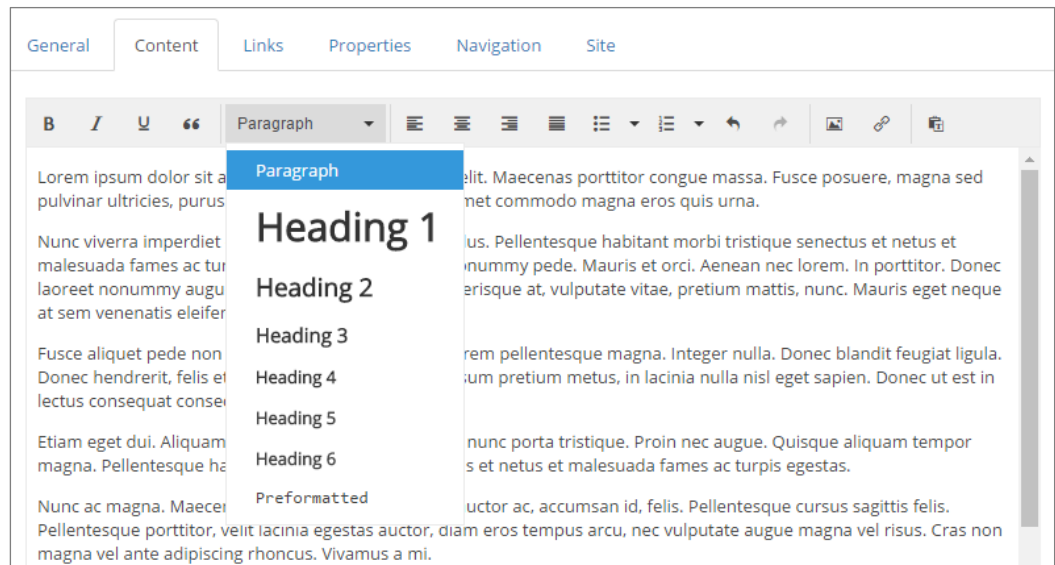 General Content Links Properties Navigation Site
B I U 66 Paragraph
Paragraph
Heading 1
Heading 2
Heading 3
Heading 4
Heading 5
Heading 6
Preformatted
Lorem ipsum dolor sit a elit. Maecenas porttitor congue massa. Fusce posuere, magna sed
pulvinar ultricies, purus met commodo magna eros quis urna.
Nunc viverra imperdiet lus. Pellentesque habitant morbi tristique senectus et netus et
malesuada fames ac tur onummy pede. Mauris et orci. Aenean nec lorem. In porttitor. Donec
laoreet nonummy augu erisque at, vulputate vitae, pretium mattis, nunc. Mauris eget neque
at sem venenatis eleifen
Fusce aliquet pede non rem pellentesque magna. Integer nulla. Donec blandit feugiat ligula.
Donec hendrerit, felis et sum pretium metus, in lacinia nulla nisl eget sapien. Donec ut est in
lectus consequat conse
Etiam eget dui. Aliquam nunc porta tristique. Proin nec augue. Quisque aliquam tempor
magna. Pellentesque ha s et netus et malesuada fames ac turpis egestas.
Nunc ac magna. Maecen uctor ac, accumsan id, felis. Pellentesque cursus sagittis felis.
Pellentesque porttitor, velit lacinia egestas auctor, diam eros tempus arcu, nec vulputate augue magna vel risus. Cras non
magna vel ante adipiscing rhoncus. Vivamus a mi.